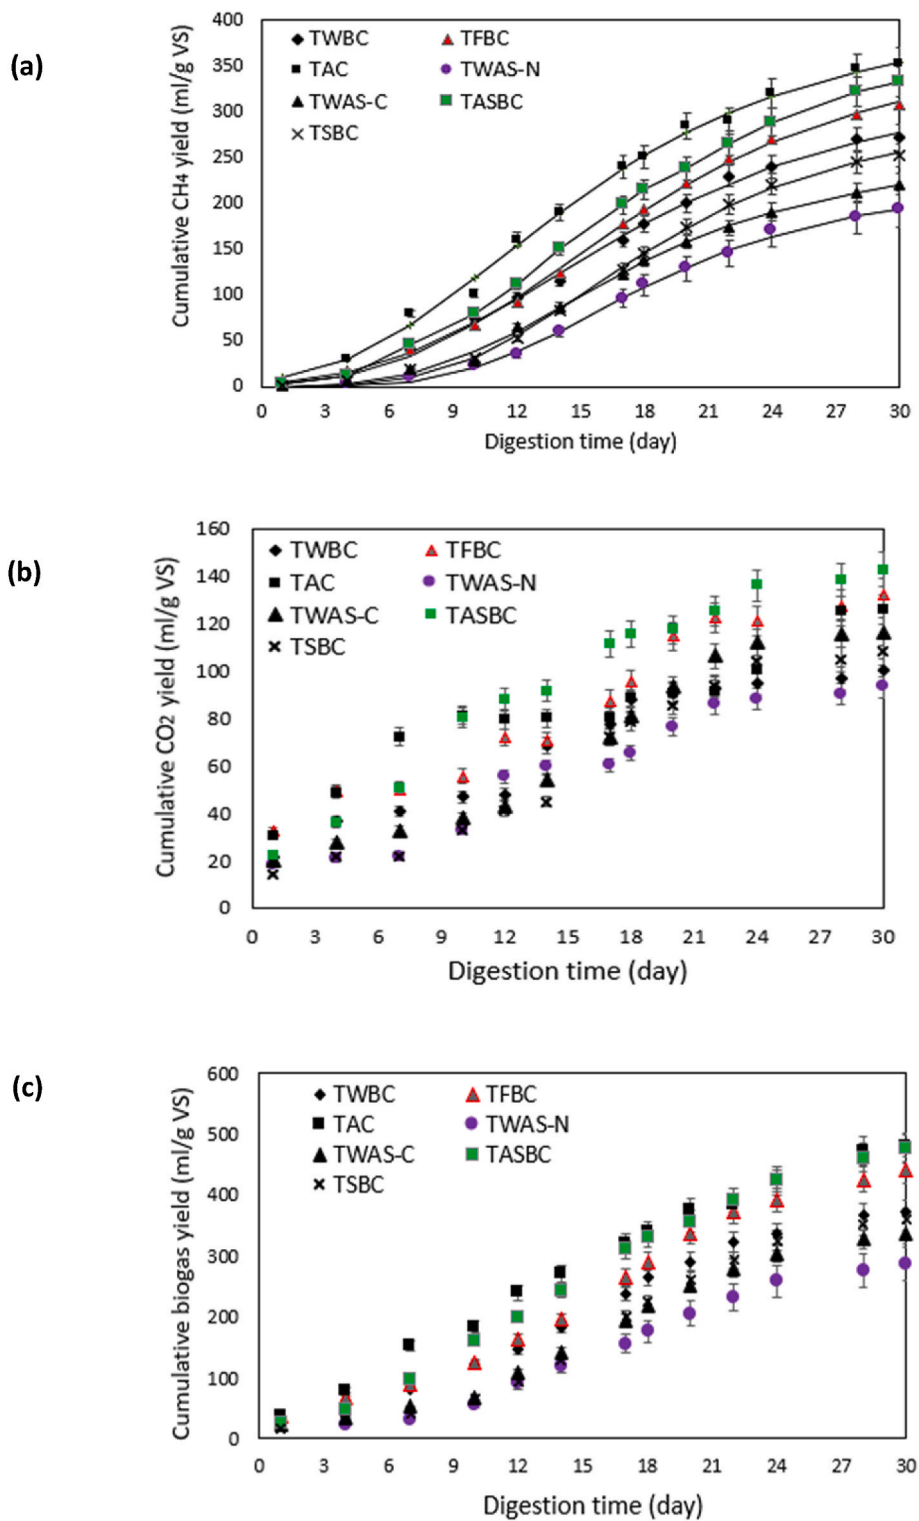 (a)
Cumulative CH4 yield (ml/g VS)
400
350
300
250
200
150
100
50
0
TWBC TFBC
TAC TWAS-N
TWAS-C TASBC
TSBC
0 3 6 9 12 15 18 21 24 27 30
Digestion time (day)
(b)
Cumulative CO2 yield (ml/g VS)
160
140
120
100
80
60
40
20
0
TWBC TFBC
TAC TWAS-N
TWAS-C TASBC
TSBC
0 3 6 9 12 15 18 21 24 27 30
Digestion time (day)
(c)
Cumulative biogas yield (ml/g VS)
600
500
400
300
200
100
0
TWBC TFBC
TAC TWAS-N
TWAS-C TASBC
TSBC
0 3 6 9 12 15 18 21 24 27 30
Digestion time (day)